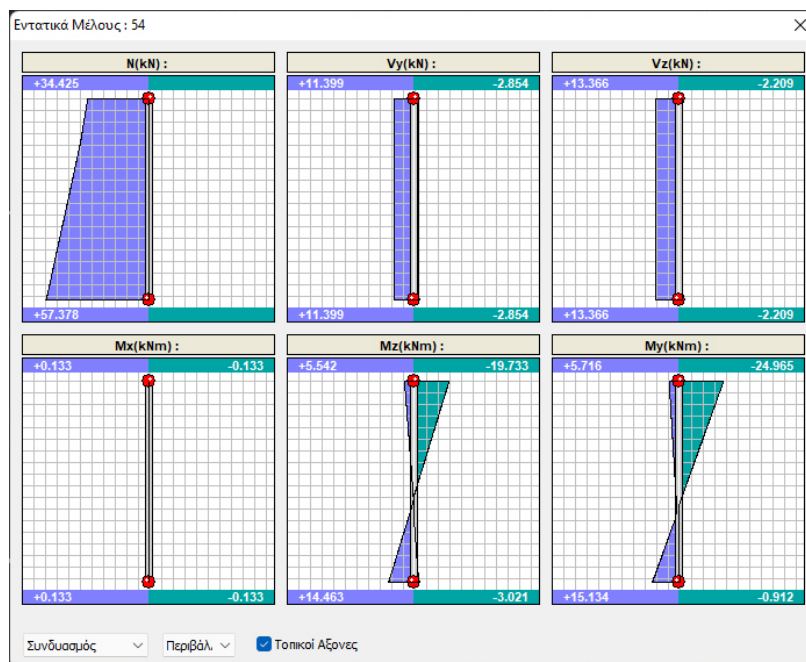 Εντατικά Μέλους : 54
N(kN) :
Vy(kN) :
Vz(kN) :
+34.425
+11.399 -2.854
+13.366 -2.209
+57.378
+11.399 -2.854
+13.366 -2.209
Mx(kNm) :
Mz(kNm) :
My(kNm) :
+0.133 -0.133
+5.542 -19.733
+5.716 -24.965
+0.133 -0.133
+14.463 -3.021
+15.134 -0.912
Συνδυασμός
Περιβάλ.
Τοπικοί Αξονες